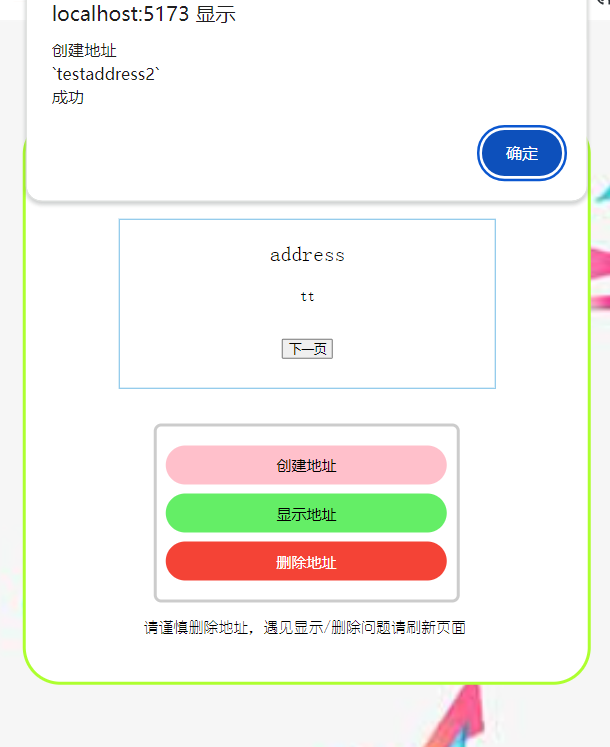 localhost:5173 显示
创建地址
`testaddress2`
成功
确定
address
tt
下一页
创建地址
显示地址
删除地址
请谨慎删除地址，遇见显示/删除问题请刷新页面